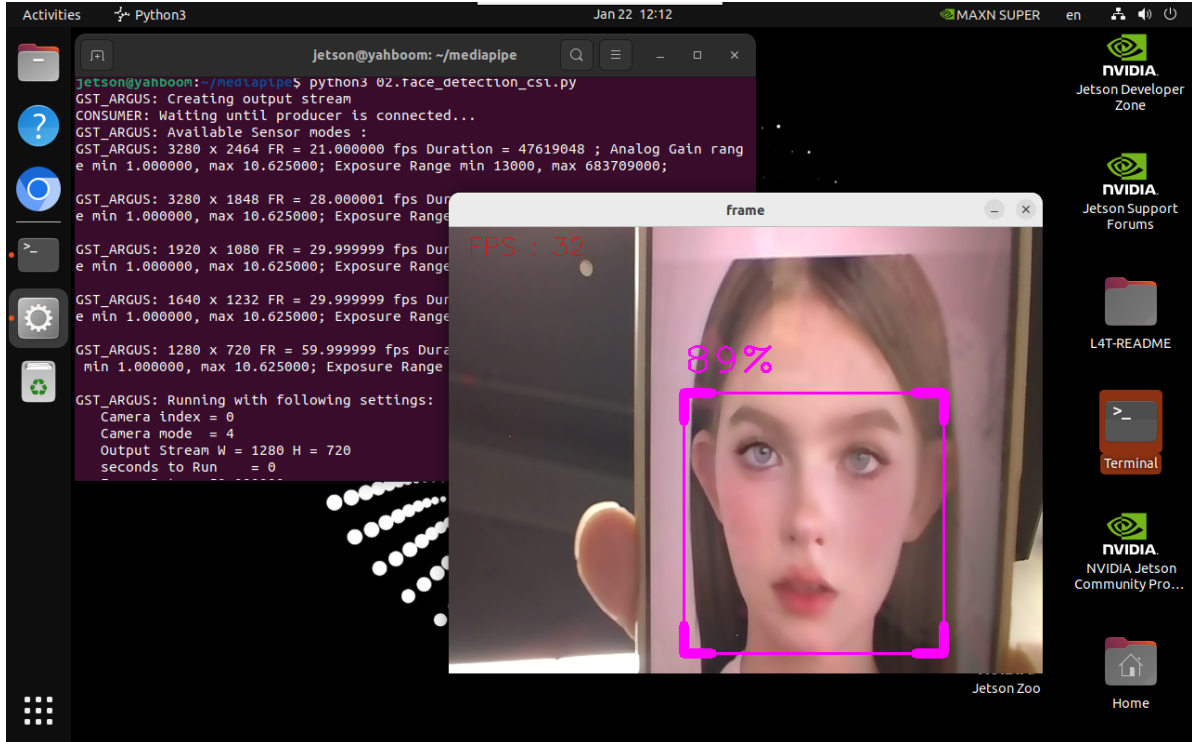 Activities
Python3
Jan 22 12:12
MAXN SUPER
en
jetson@yahboom: ~/mediapipe
jetson@yahboom:~/mediapipe$ python3 02.face_detection_csi.py
GST_ARGUS: Creating output stream
CONSUMER: Waiting until producer is connected...
GST_ARGUS: Available Sensor modes :
GST_ARGUS: 3280 x 2464 FR = 21.000000 fps Duration = 47619048 ; Analog Gain rang
e min 1.000000, max 10.625000; Exposure Range min 13000, max 683709000;
GST_ARGUS: 3280 x 1848 FR = 28.000001 fps Dur
e min 1.000000, max 10.625000; Exposure Range
GST_ARGUS: 1920 x 1080 FR = 29.999999 fps Dur
e min 1.000000, max 10.625000; Exposure Range
GST_ARGUS: 1640 x 1232 FR = 29.999999 fps Dur
e min 1.000000, max 10.625000; Exposure Range
GST_ARGUS: 1280 x 720 FR = 59.999999 fps Dura
min 1.000000, max 10.625000; Exposure Range
GST_ARGUS: Running with following settings:
Camera index = 0
Camera mode = 4
Output Stream W = 1280 H = 720
seconds to Run = 0
frame
FPS : 32
89%
NVIDIA.
Jetson Developer
Zone
NVIDIA.
Jetson Support
Forums
L4T-README
>_
Terminal
NVIDIA.
NVIDIA Jetson
Community Pro...
Jetson Zoo
Home